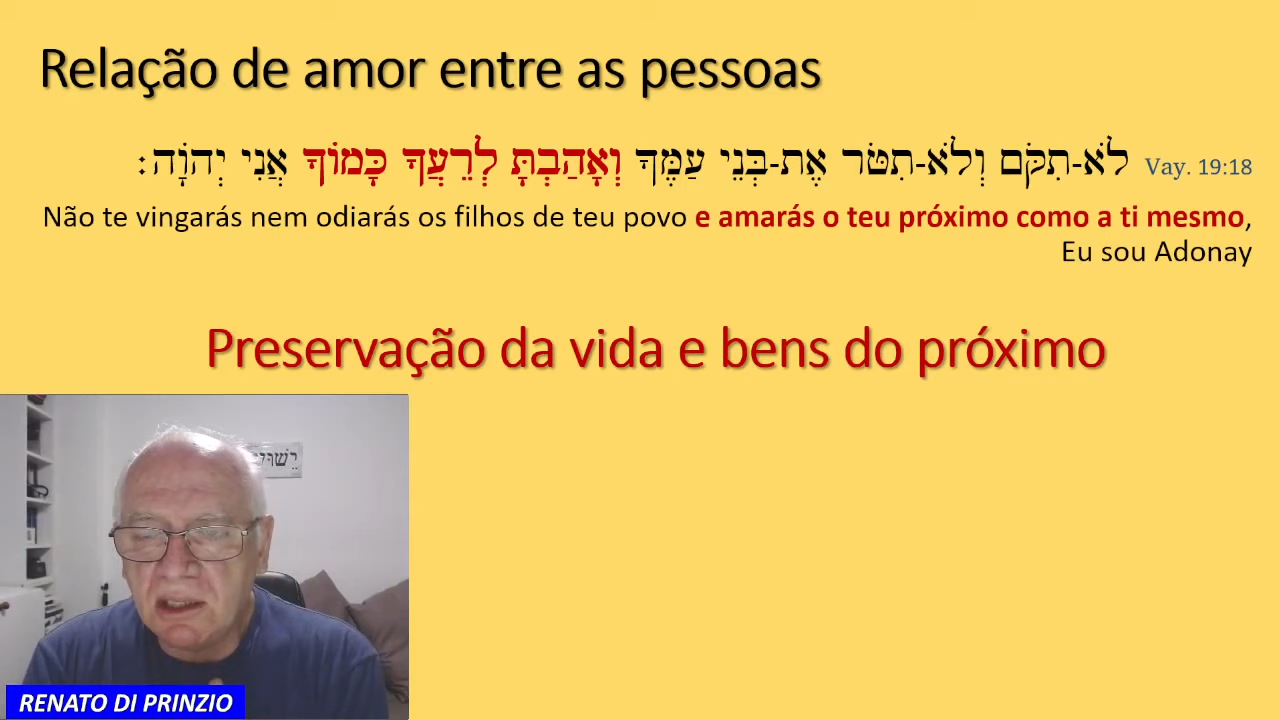 Relação de amor entre as pessoas
Vay. 19:18 לֹא-תִקֹּם וְלֹא-תִטֹּר אֶת-בְּנֵי עַמֶּךָ וְאָהַבְתָּ לְרֵעֲךָ כָּמוֹךָ אֲנִי יְהוָֹה׃
Não te vingarás nem odiarás os filhos de teu povo e amarás o teu próximo como a ti mesmo,
Eu sou Adonay
Preservação da vida e bens do próximo
RENATO DI PRINZIO